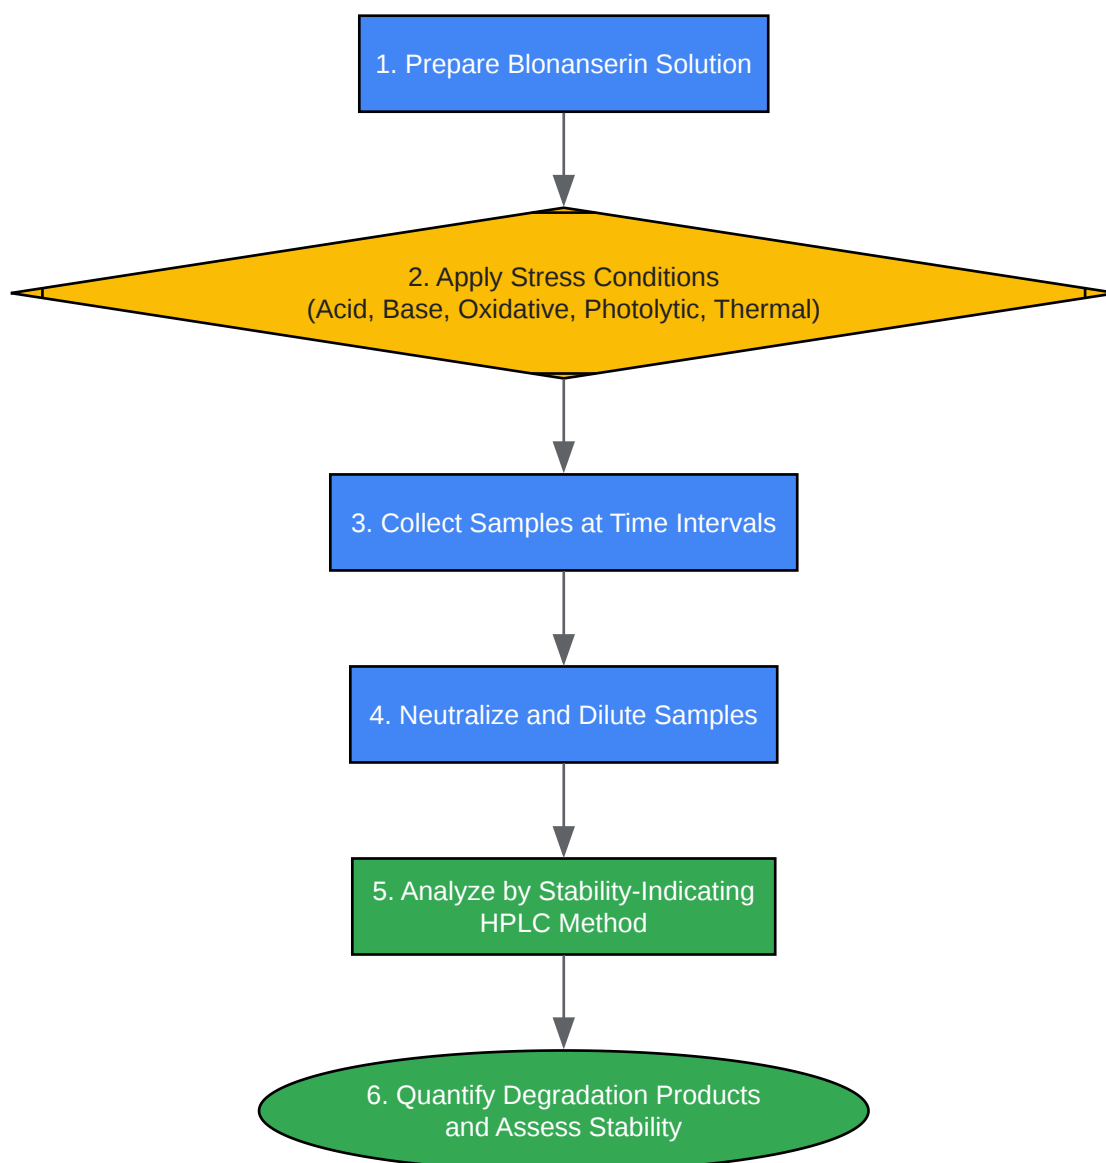 1. Prepare Blonanserin Solution
2. Apply Stress Conditions
(Acid, Base, Oxidative, Photolytic, Thermal)
3. Collect Samples at Time Intervals
4. Neutralize and Dilute Samples
5. Analyze by Stability-Indicating
HPLC Method
6. Quantify Degradation Products
and Assess Stability